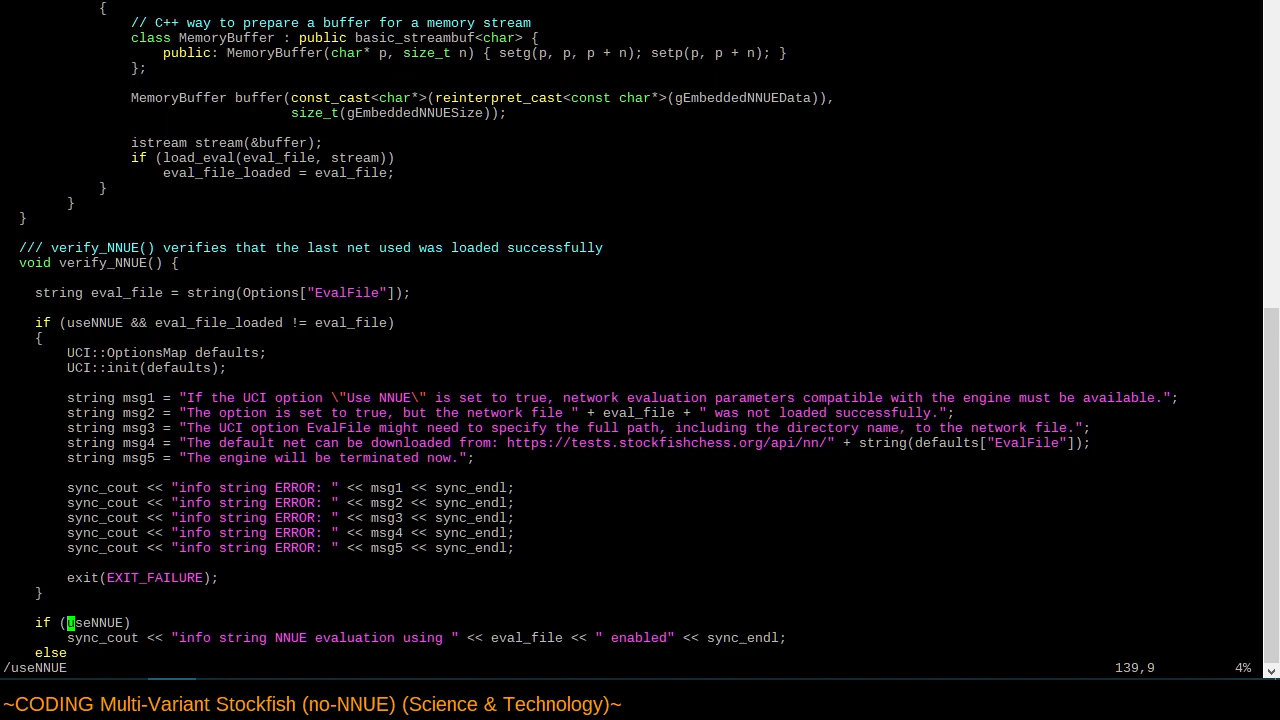 {
// C++ way to prepare a buffer for a memory stream
class MemoryBuffer : public basic_streambuf<char> {
public: MemoryBuffer(char* p, size_t n) { setg(p, p, p + n); setp(p, p + n); }
};
MemoryBuffer buffer(const_cast<char*>(reinterpret_cast<const char*>(gEmbeddedNNUEData)),
size_t(gEmbeddedNNUESize));
istream stream(&buffer);
if (load_eval(eval_file, stream))
eval_file_loaded = eval_file;
}
}
}
/// verify_NNUE() verifies that the last net used was loaded successfully
void verify_NNUE() {
string eval_file = string(Options["EvalFile"]);
if (useNNUE && eval_file_loaded != eval_file)
{
UCI::OptionsMap defaults;
UCI::init(defaults);
string msg1 = "If the UCI option \"Use NNUE\" is set to true, network evaluation parameters compatible with the engine must be available.";
string msg2 = "The option is set to true, but the network file " + eval_file + " was not loaded successfully.";
string msg3 = "The UCI option EvalFile might need to specify the full path, including the directory name, to the network file.";
string msg4 = "The default net can be downloaded from: https://tests.stockfishchess.org/api/nn/" + string(defaults["EvalFile"]);
string msg5 = "The engine will be terminated now.";
sync_cout << "info string ERROR: " << msg1 << sync_endl;
sync_cout << "info string ERROR: " << msg2 << sync_endl;
sync_cout << "info string ERROR: " << msg3 << sync_endl;
sync_cout << "info string ERROR: " << msg4 << sync_endl;
sync_cout << "info string ERROR: " << msg5 << sync_endl;
exit(EXIT_FAILURE);
}
if (useNNUE)
sync_cout << "info string NNUE evaluation using " << eval_file << " enabled" << sync_endl;
else
/useNNUE 139,9 4%
~CODING Multi-Variant Stockfish (no-NNUE) (Science & Technology)~